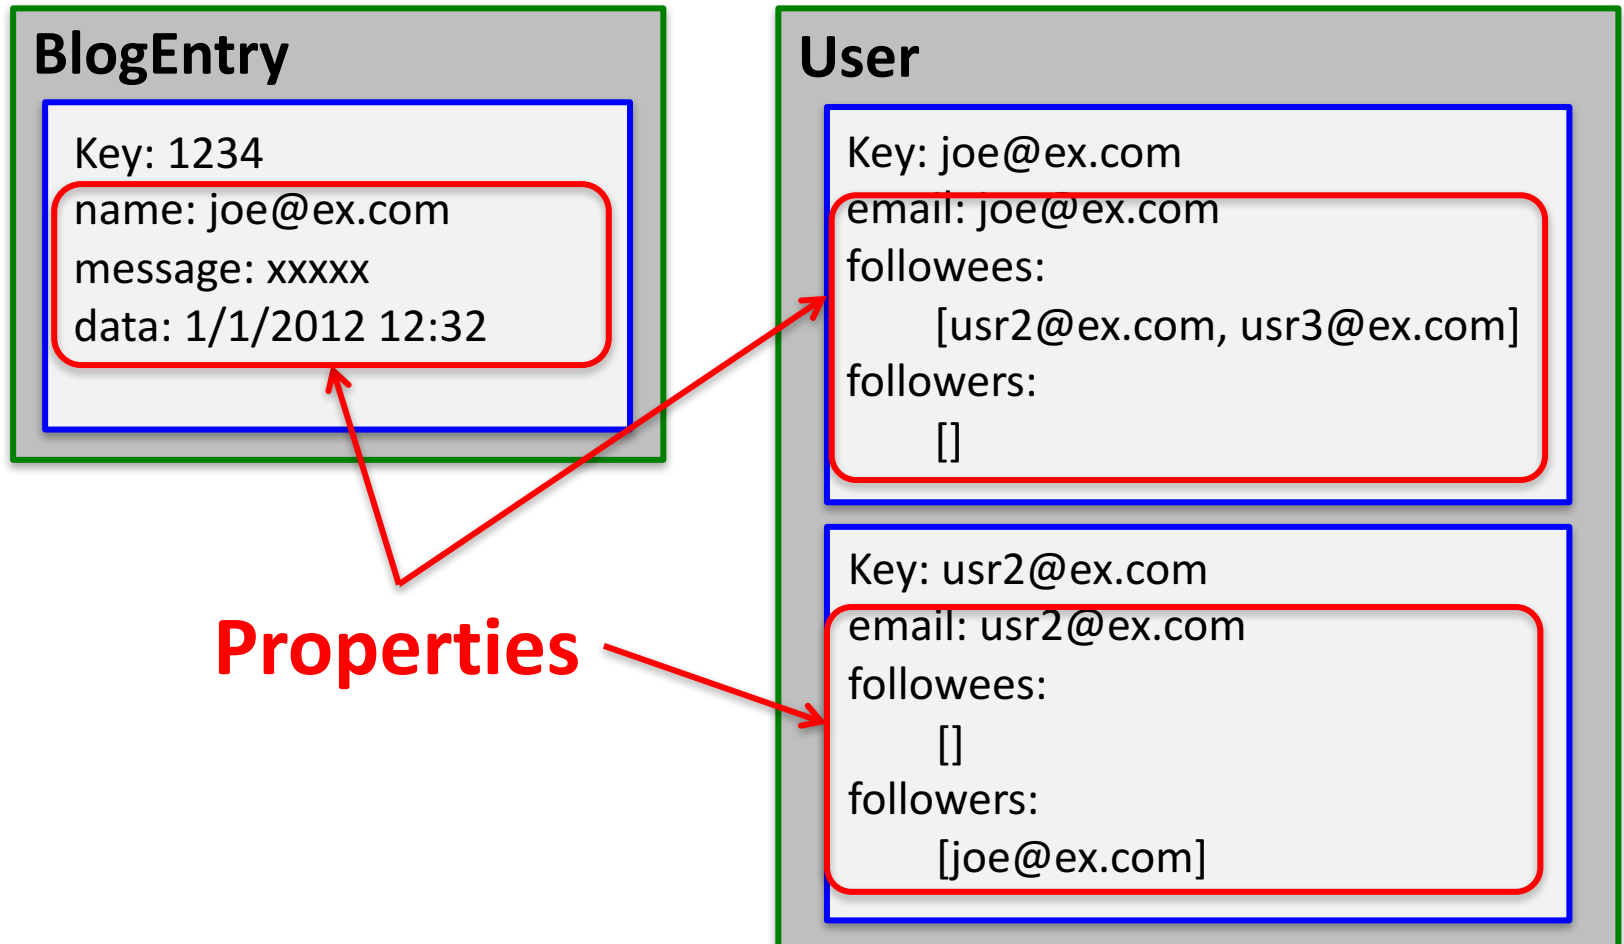 BlogEntry
Key: 1234
name: joe@ex.com
message: xxxxx
data: 1/1/2012 12:32
User
Key: joe@ex.com
email: joe@ex.com
followees:
[usr2@ex.com, usr3@ex.com]
followers:
[]
Key: usr2@ex.com
email: usr2@ex.com
followees:
[]
followers:
[joe@ex.com]
Properties